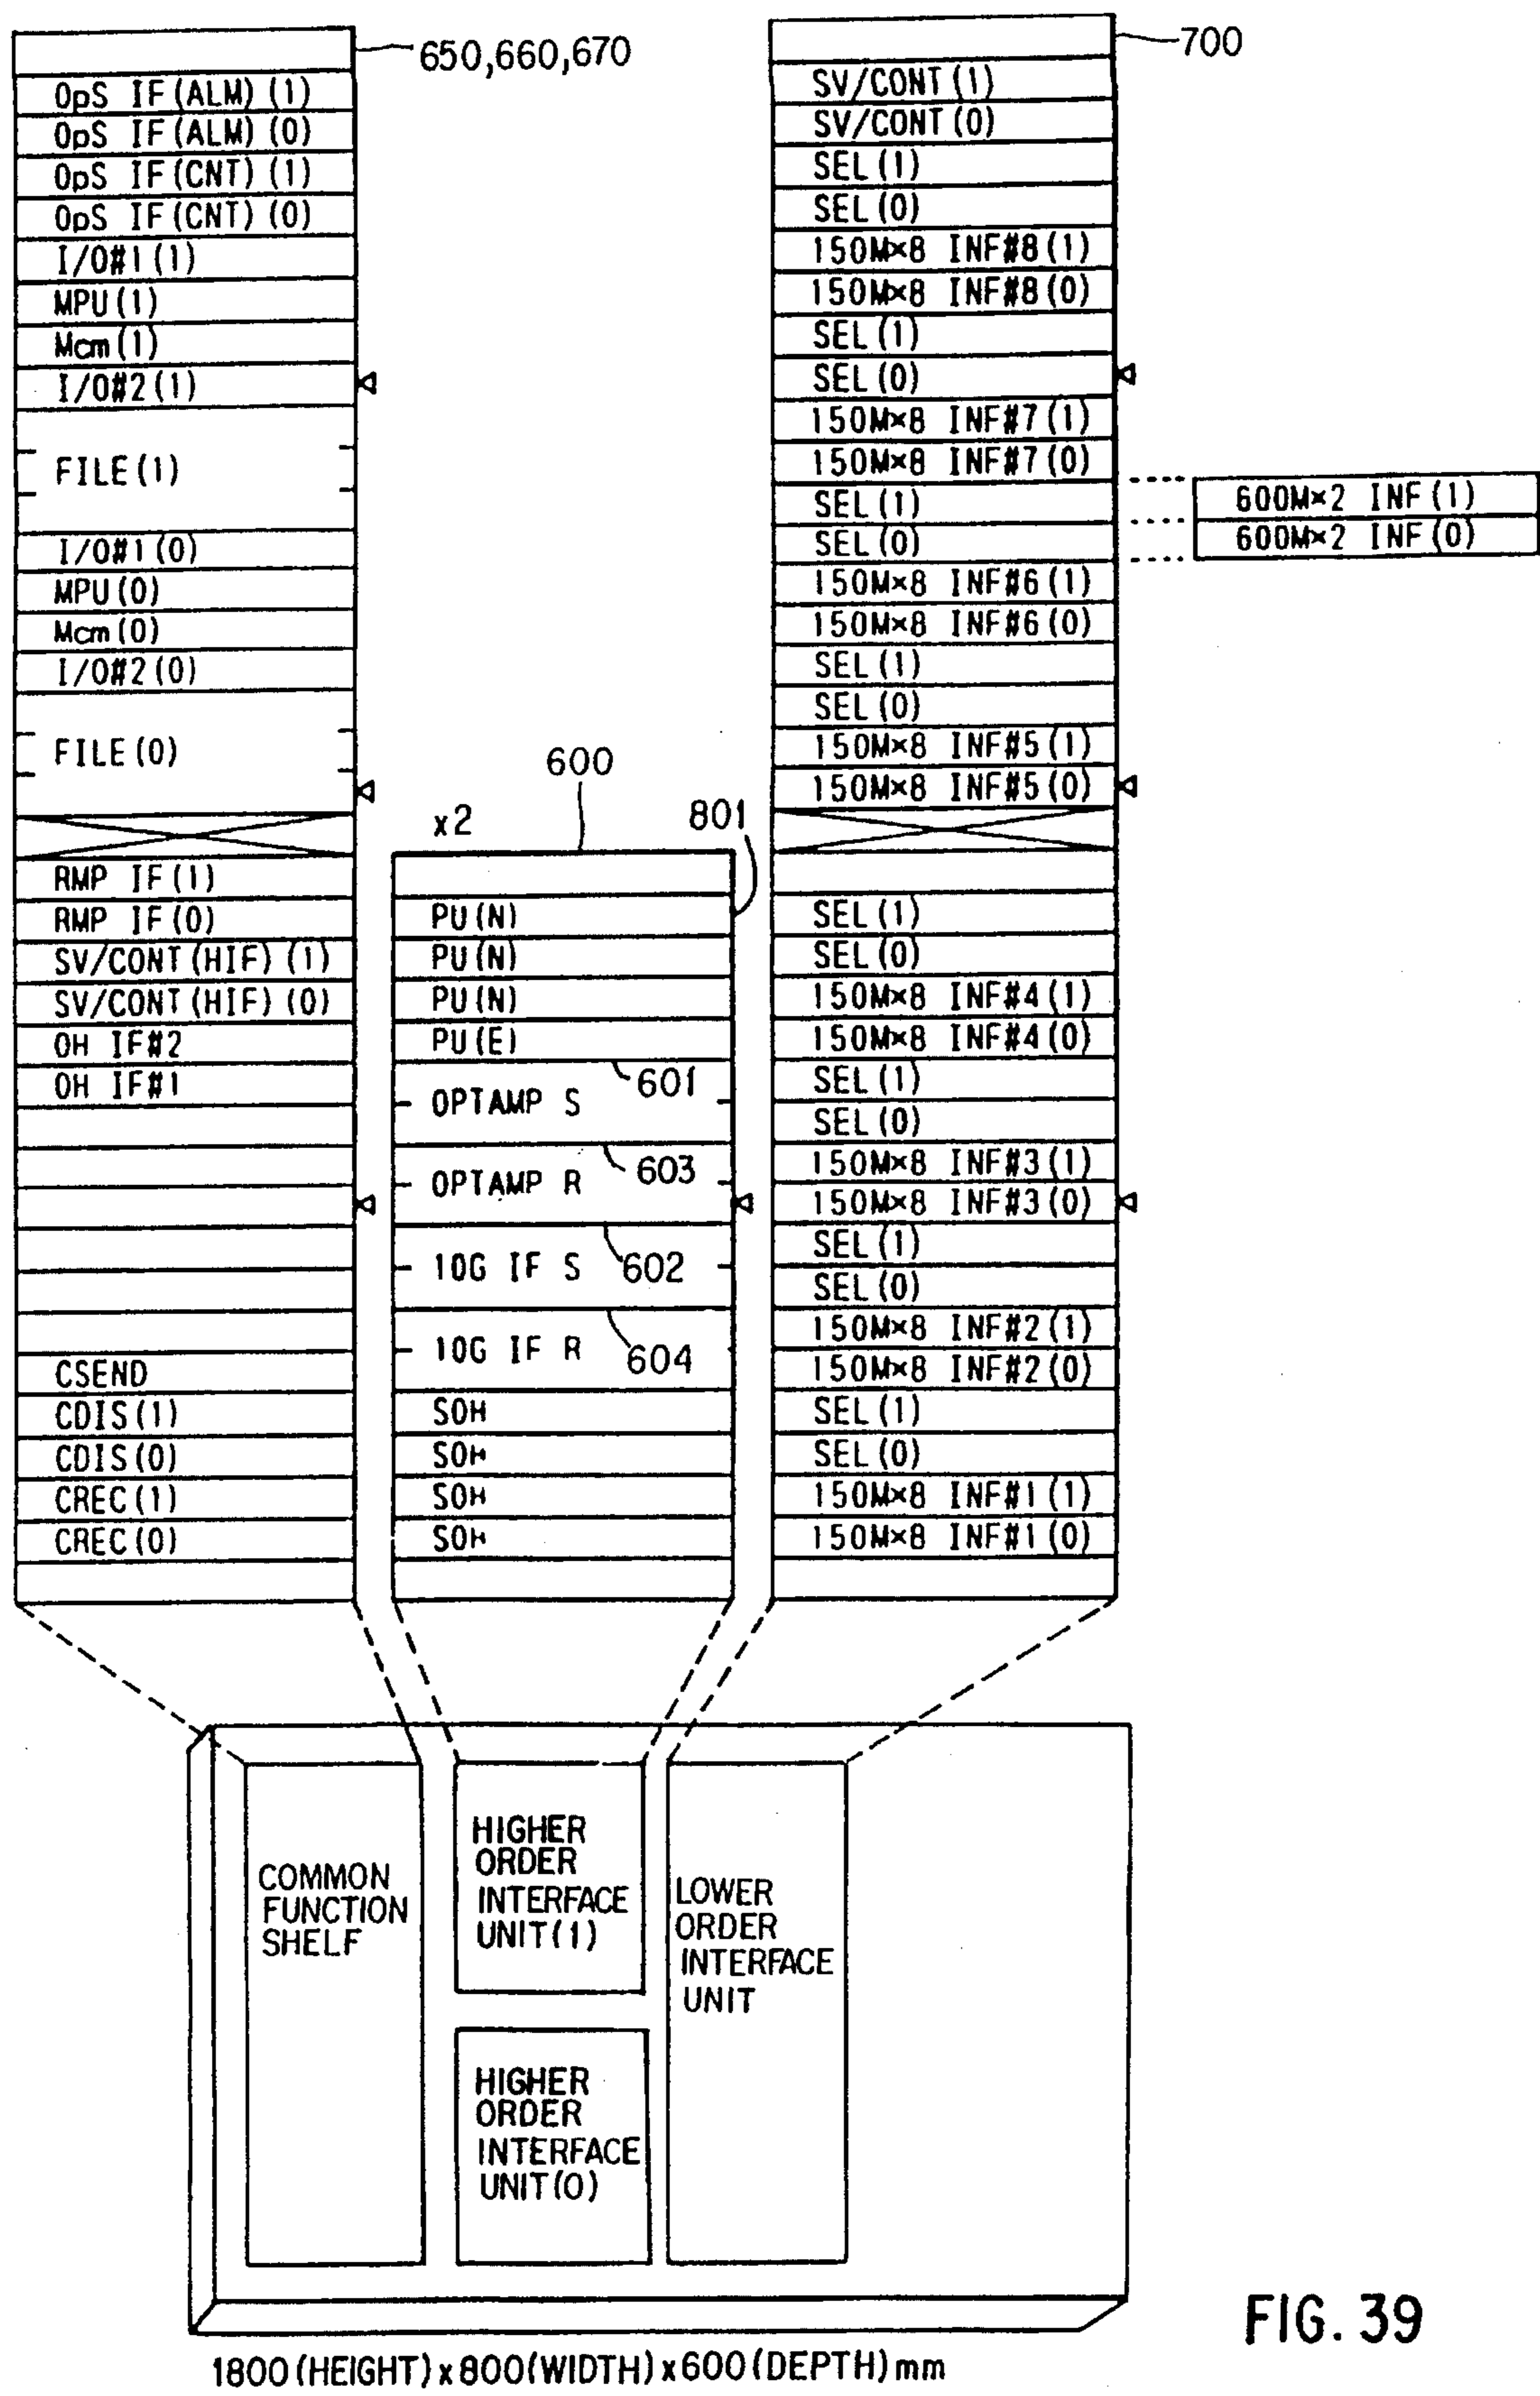 650,660,670
OpS IF(ALM)(1)
OpS IF(ALM)(0)
OpS IF(CNT)(1)
OpS IF(CNT)(0)
I/O#1(1)
MPU(1)
Mcm(1)
I/O#2(1)
FILE(1)
I/O#1(0)
MPU(0)
Mcm(0)
I/O#2(0)
FILE(0)
RMP IF(1)
RMP IF(0)
SV/CONT(HIF)(1)
SV/CONT(HIF)(0)
OH IF#2
OH IF#1
CSEND
CDIS(1)
CDIS(0)
CREC(1)
CREC(0)
x2
600
801
PU(N)
PU(N)
PU(N)
PU(E)
601
OPTAMP S
603
OPTAMP R
602
10G IF S
604
10G IF R
SOH
SOH
SOH
SOH
700
SV/CONT(1)
SV/CONT(0)
SEL(1)
SEL(0)
150M×8 INF#8(1)
150M×8 INF#8(0)
SEL(1)
SEL(0)
150M×8 INF#7(1)
150M×8 INF#7(0)
SEL(1)
SEL(0)
150M×8 INF#6(1)
150M×8 INF#6(0)
SEL(1)
SEL(0)
150M×8 INF#5(1)
150M×8 INF#5(0)
SEL(1)
SEL(0)
150M×8 INF#4(1)
150M×8 INF#4(0)
SEL(1)
SEL(0)
150M×8 INF#3(1)
150M×8 INF#3(0)
SEL(1)
SEL(0)
150M×8 INF#2(1)
150M×8 INF#2(0)
SEL(1)
SEL(0)
150M×8 INF#1(1)
150M×8 INF#1(0)
600M×2 INF(1)
600M×2 INF(0)
COMMON
FUNCTION
SHELF
HIGHER
ORDER
INTERFACE
UNIT(1)
HIGHER
ORDER
INTERFACE
UNIT(0)
LOWER
ORDER
INTERFACE
UNIT
1800(HEIGHT)x800(WIDTH)x600(DEPTH)mm
FIG. 39